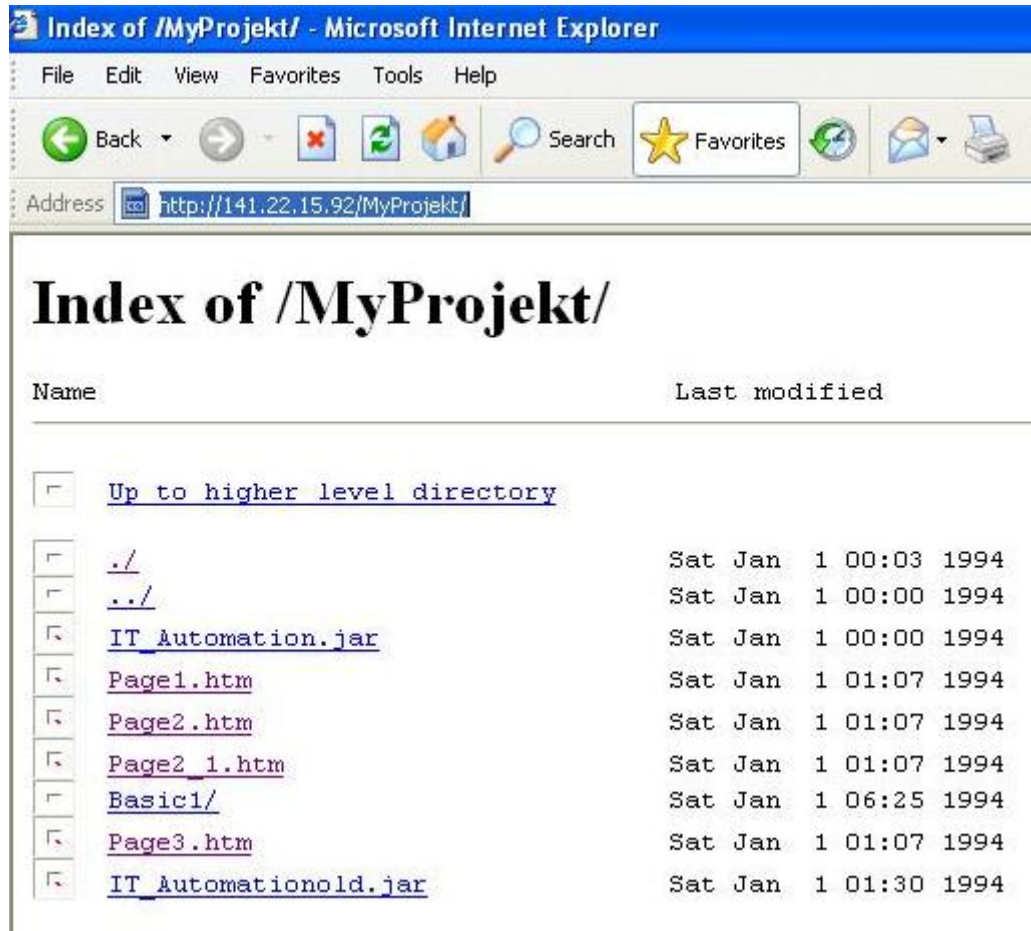 Index of /MyProjekt/ - Microsoft Internet Explorer
File Edit View Favorites Tools Help
Back Search Favorites
Address http://141.22.15.92/MyProjekt/
Index of /MyProjekt/
Name Last modified
Up to higher level directory
./ Sat Jan 1 00:03 1994
../ Sat Jan 1 00:00 1994
IT_Automation.jar Sat Jan 1 00:00 1994
Page1.htm Sat Jan 1 01:07 1994
Page2.htm Sat Jan 1 01:07 1994
Page2_1.htm Sat Jan 1 01:07 1994
Basic1/ Sat Jan 1 06:25 1994
Page3.htm Sat Jan 1 01:07 1994
IT_Automationold.jar Sat Jan 1 01:30 1994